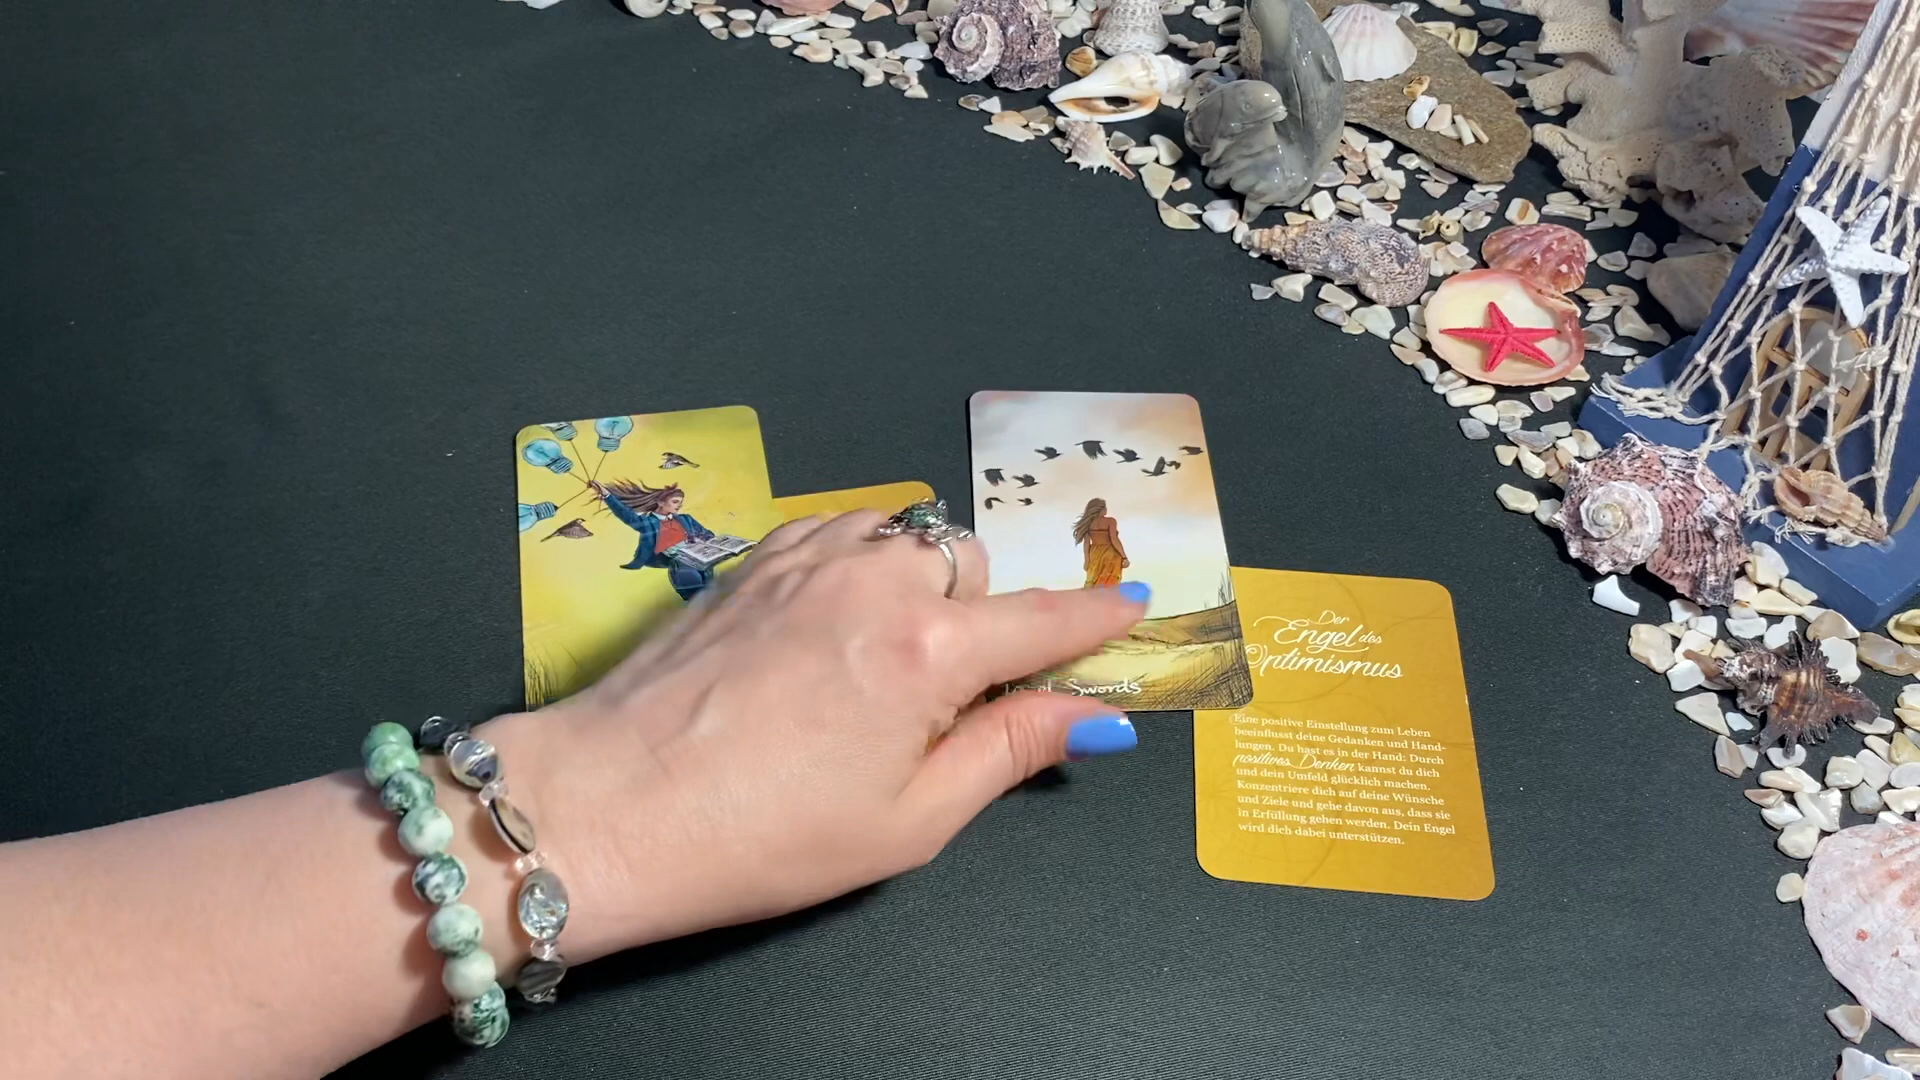 Swords
Der
Engel des
Optimismus
Eine positive Einstellung zum Leben
beeinflusst deine Gedanken und Hand-
lungen. Du hast es in der Hand: Durch
positives Denken kannst du dich
und dein Umfeld glücklich machen.
Konzentriere dich auf deine Wünsche
und Ziele und gehe davon aus, dass sie
in Erfüllung gehen werden. Dein Engel
wird dich dabei unterstützen.